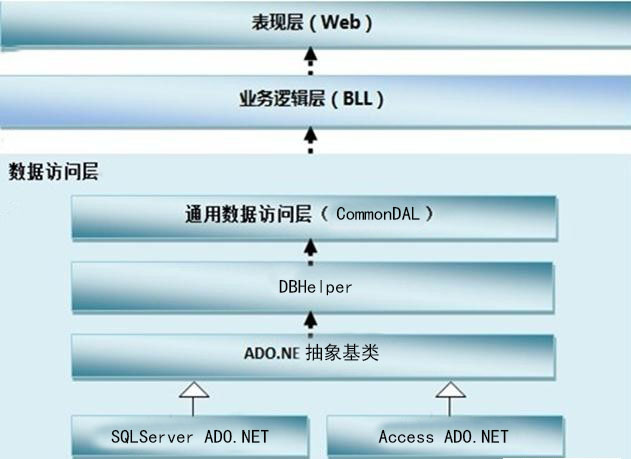 表现层（Web）
业务逻辑层（BLL）
数据访问层
通用数据访问层（ CommonDAL ）
DBHelper
ADO.NE 抽象基类
SQLServer ADO.NET
Access ADO.NET